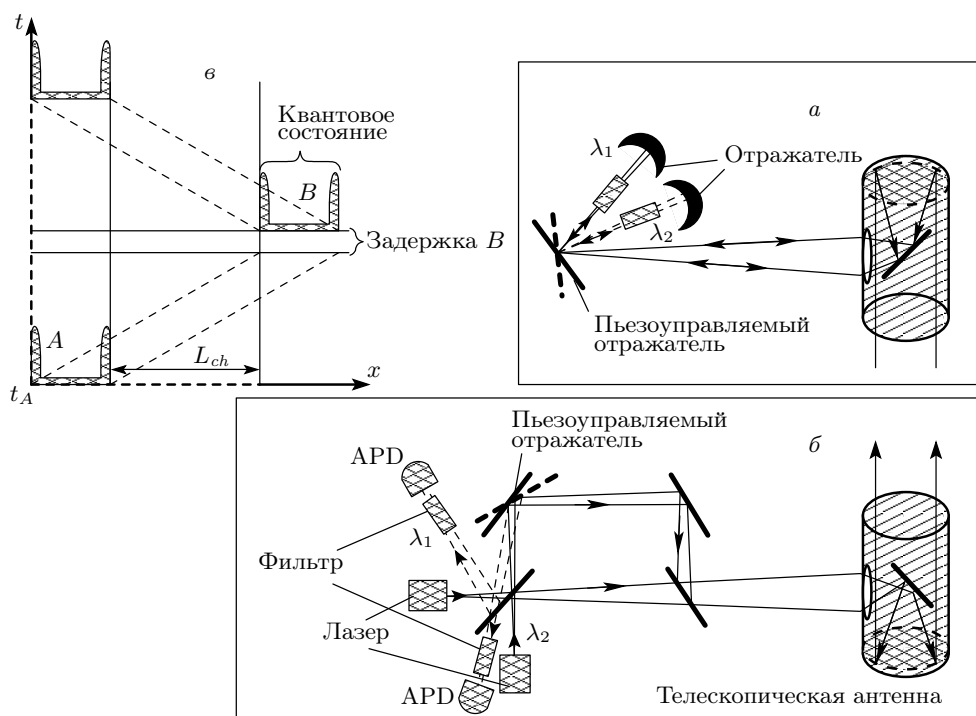 t
в
Квантовое
состояние
B
Задержка B
A
L_ch
x
t_A
а
λ₁
Отражатель
λ₂
Пьезоуправляемый
отражатель
Пьезоуправляемый
отражатель
б
APD
λ₁
Фильтр
Лазер
λ₂
APD
Телескопическая антенна